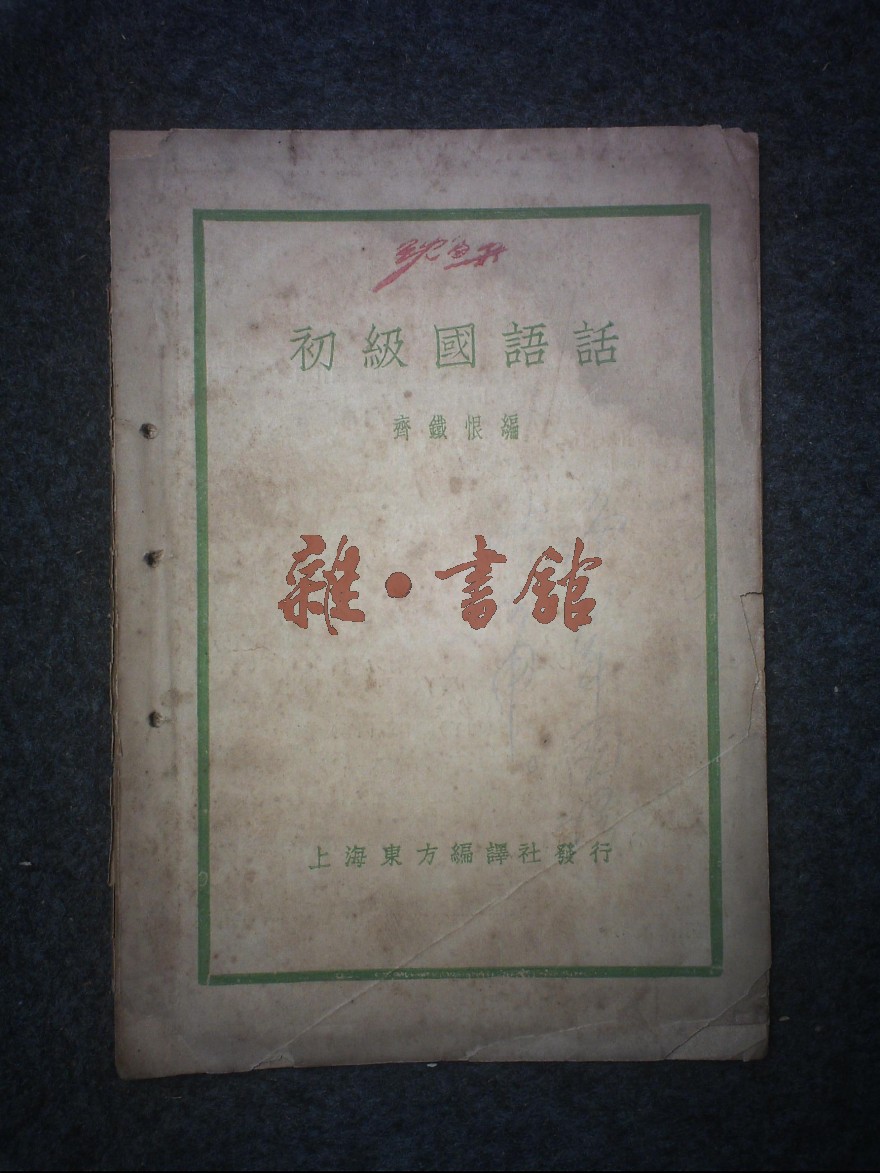 初級國語話
齊鐵恨編
雜·書館
上海東方編譯社發行